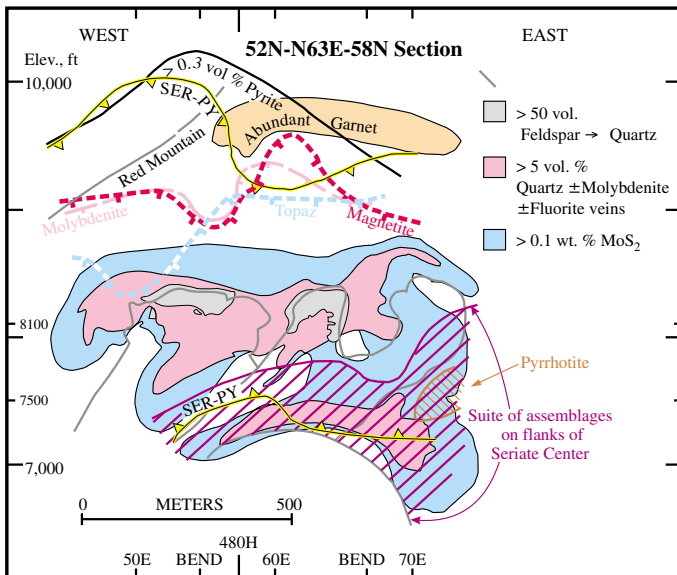 WEST
52N-N63E-58N Section
EAST
Elev., ft
10,000
> 0.3 vol % Pyrite
SER-PY
Abundant Garnet
Red Mountain
Molybdenite
Topaz
Magnetite
> 50 vol.
Feldspar → Quartz
> 5 vol. %
Quartz ±Molybdenite
±Fluorite veins
> 0.1 wt. % MoS₂
8100
7500
7,000
SER-PY
Pyrrhotite
Suite of assemblages
on flanks of
Seriate Center
0 METERS 500
50E BEND 480H 60E BEND 70E